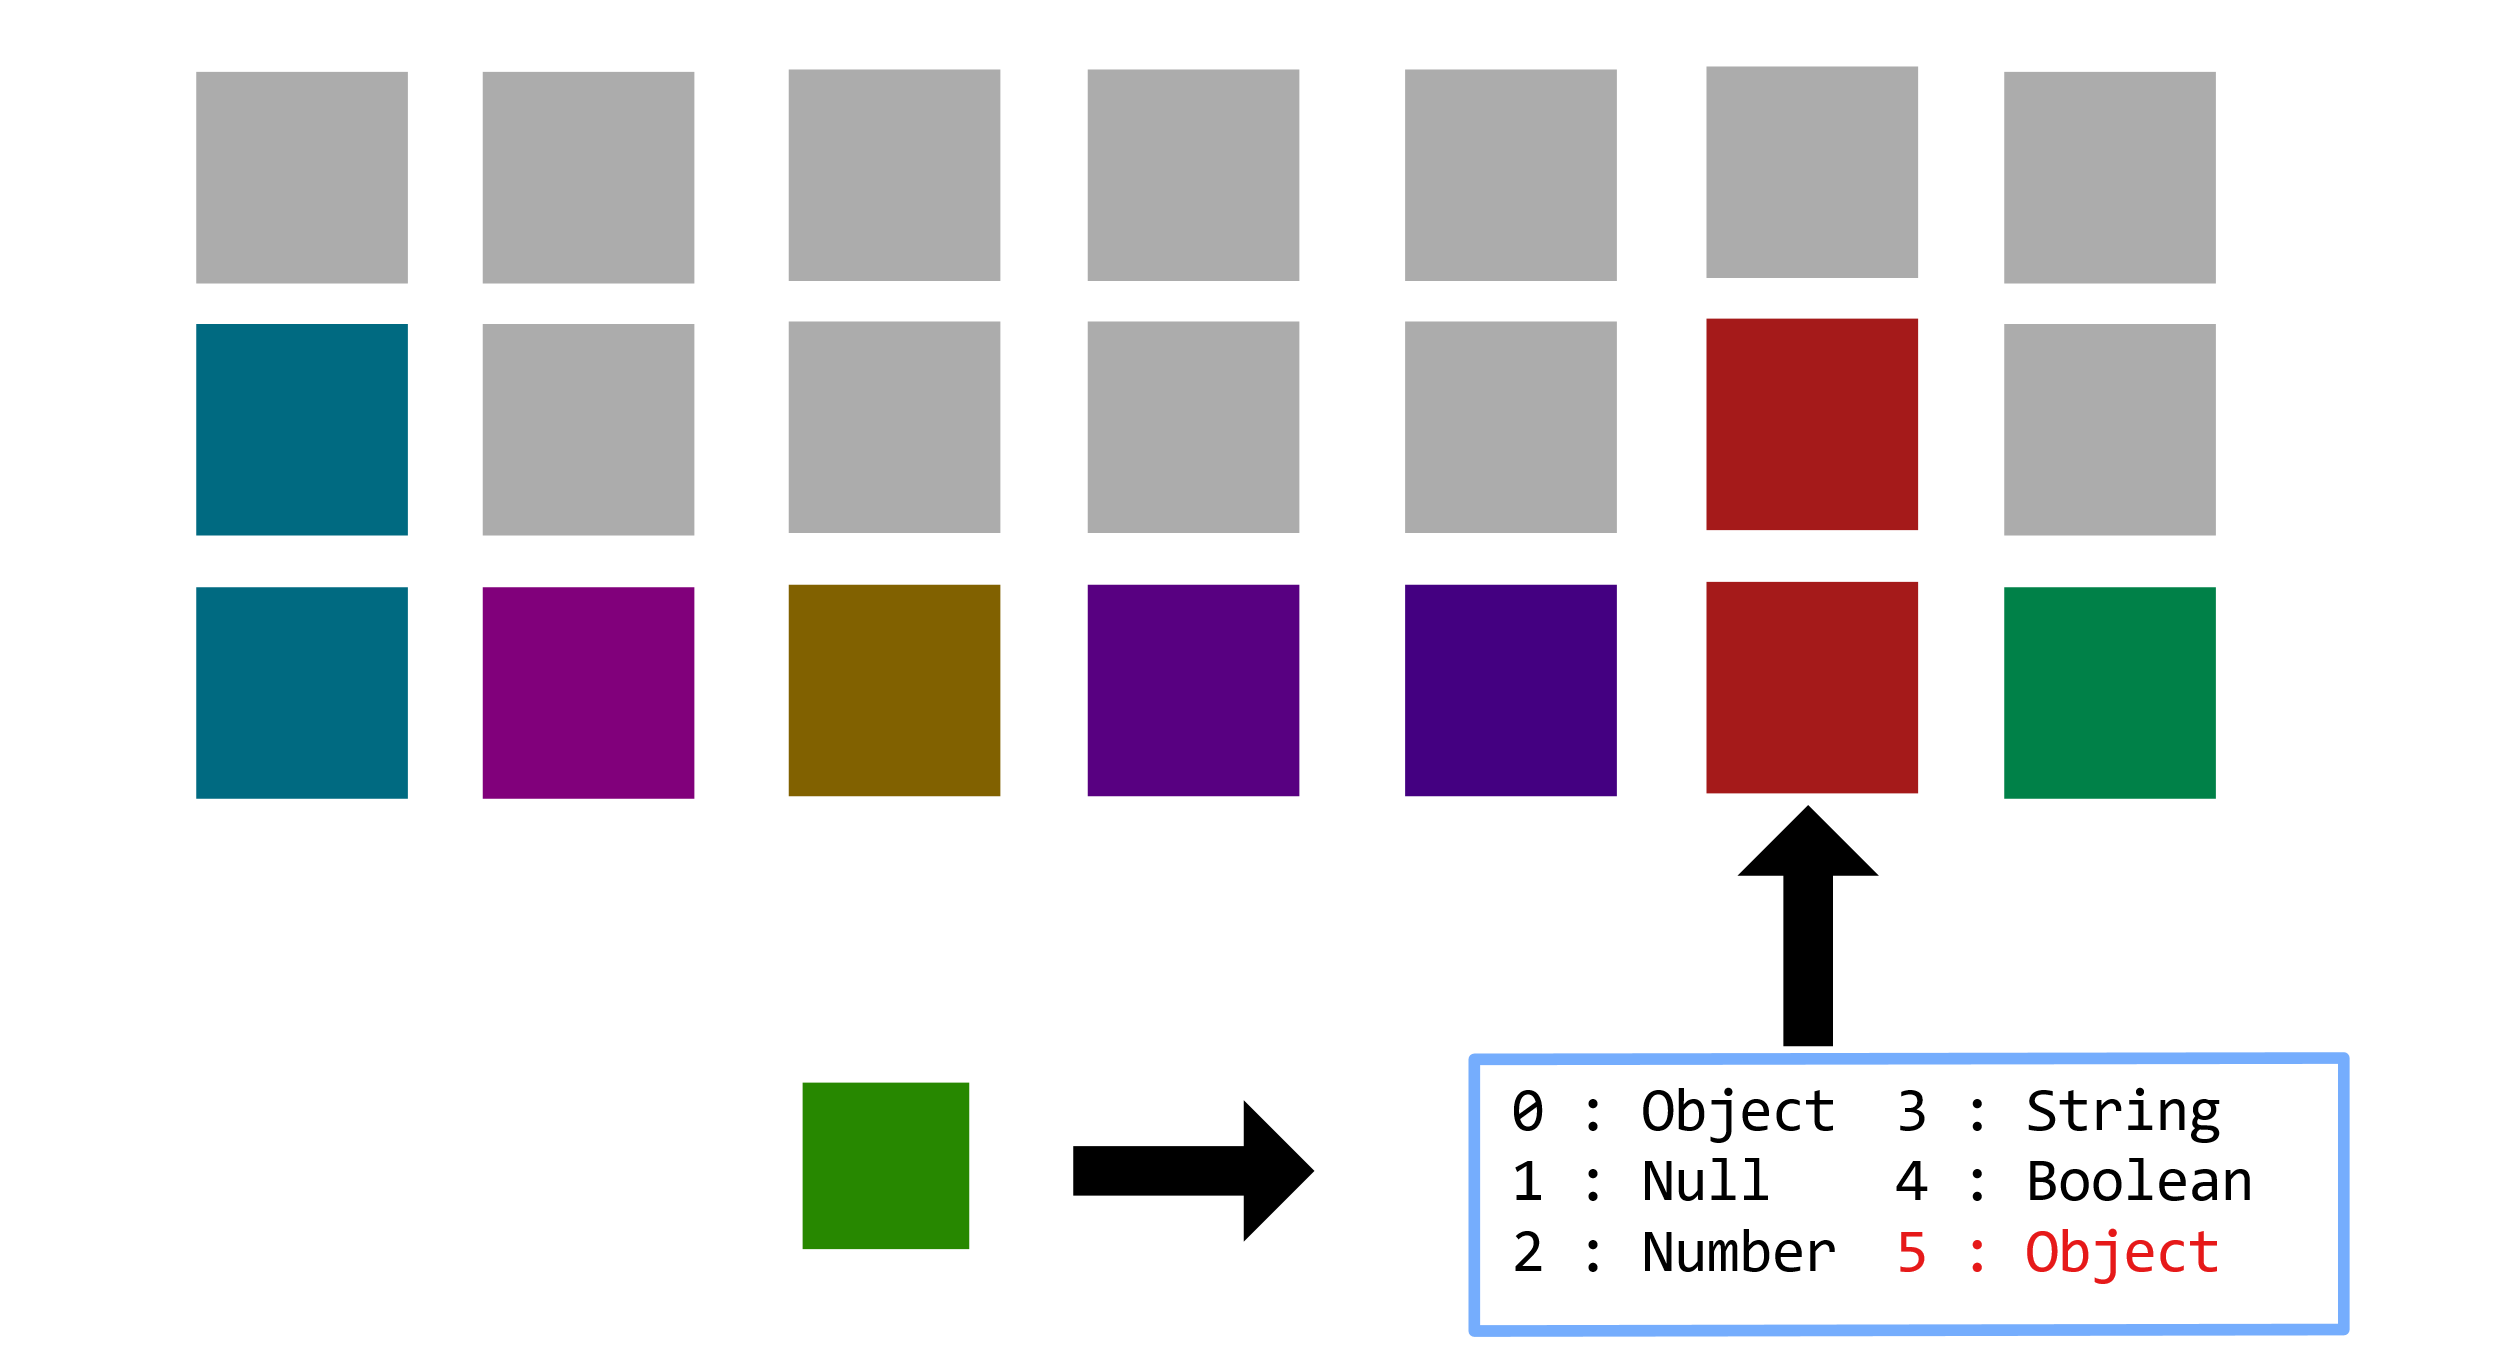 0 : Object 3 : String
1 : Null 4 : Boolean
2 : Number 5 : Object